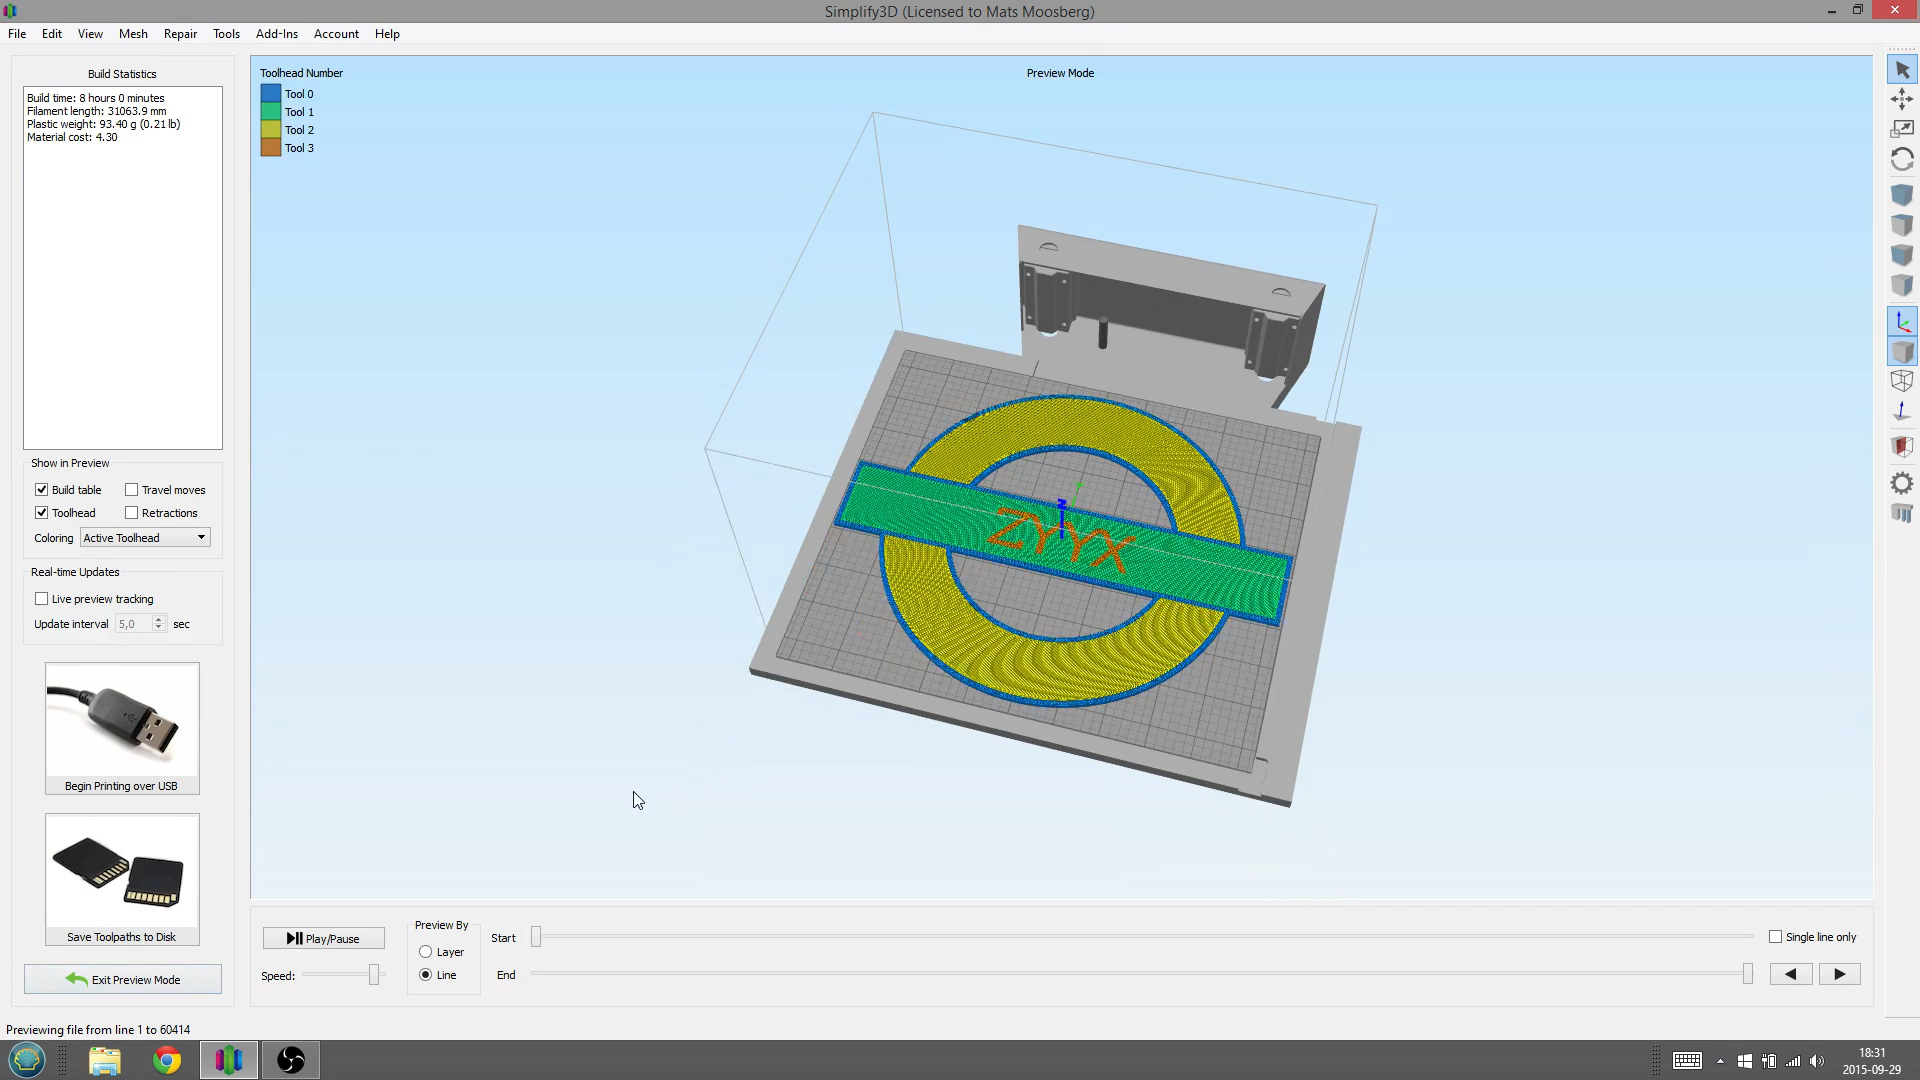 Simplify3D (Licensed to Mats Moosberg)
File Edit View Mesh Repair Tools Add-Ins Account Help
Build Statistics
Build time: 8 hours 0 minutes
Filament length: 31063.9 mm
Plastic weight: 93.40 g (0.21 lb)
Material cost: 4.30
Show in Preview
Build table Travel moves
Toolhead Retractions
Coloring Active Toolhead
Real-time Updates
Live preview tracking
Update interval 5,0 sec
Begin Printing over USB
Save Toolpaths to Disk
Exit Preview Mode
Toolhead Number
Tool 0
Tool 1
Tool 2
Tool 3
Preview Mode
Z
ZYYX
Play/Pause
Speed:
Preview By
Layer
Line
Start
End
Single line only
Previewing file from line 1 to 60414
18:31
2015-09-29